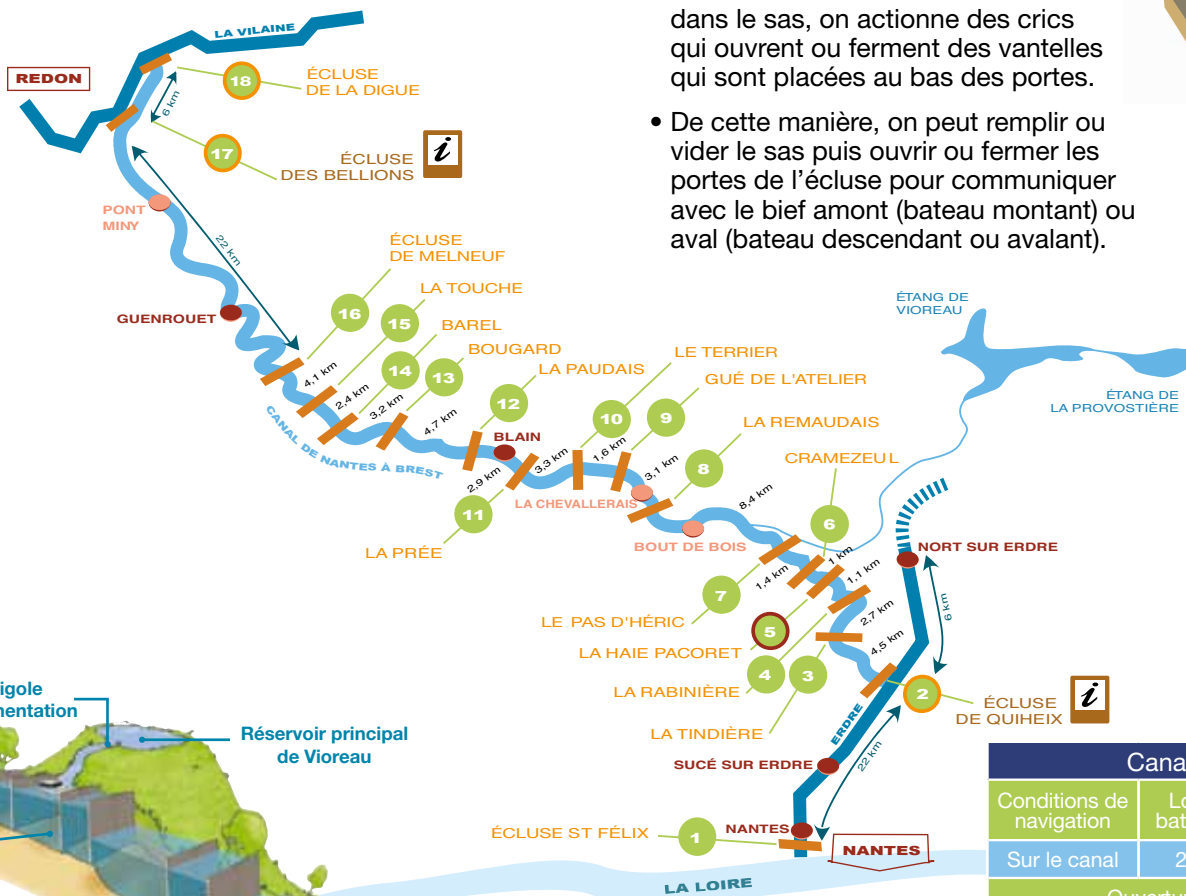 dans le sas, on actionne des crics
qui ouvrent ou ferment des vantelles
qui sont placées au bas des portes.
• De cette manière, on peut remplir ou
vider le sas puis ouvrir ou fermer les
portes de l'écluse pour communiquer
avec le bief amont (bateau montant) ou
aval (bateau descendant ou avalant).
LA VILAINE
REDON
18
ÉCLUSE
DE LA DIGUE
6 km
17
ÉCLUSE
DES BELLIONS
i
PONT
MINY
22 km
GUENROUET
ÉCLUSE
DE MELNEUF
16
LA TOUCHE
15
BAREL
14
BOUGARD
13
LA PAUDAIS
12
4,1 km
2,4 km
3,2 km
4,7 km
CANAL DE NANTES À BREST
BLAIN
2,9 km
11
LA PRÉE
3,3 km
LE TERRIER
10
1,6 km
GUÉ DE L'ATELIER
9
3,1 km
LA REMAUDAIS
8
LA CHEVALLERAIS
BOUT DE BOIS
8,4 km
CRAMEZEUL
6
ÉTANG DE
VIOREAU
ÉTANG DE
LA PROVOSTIÈRE
1 km
1,4 km
1,1 km
7
LE PAS D'HÉRIC
5
LA HAIE PACORET
4
LA RABINIÈRE
3
LA TINDIÈRE
2,7 km
4,5 km
NORT SUR ERDRE
6 km
2
ÉCLUSE
DE QUIHEIX
i
ERDRE
22 km
SUCÉ SUR ERDRE
ÉCLUSE ST FÉLIX
1
NANTES
NANTES
LA LOIRE
igole
mentation
Réservoir principal
de Vioreau
Cana
Conditions de
navigation
Lo
bat
Sur le canal
2
Ouvertu